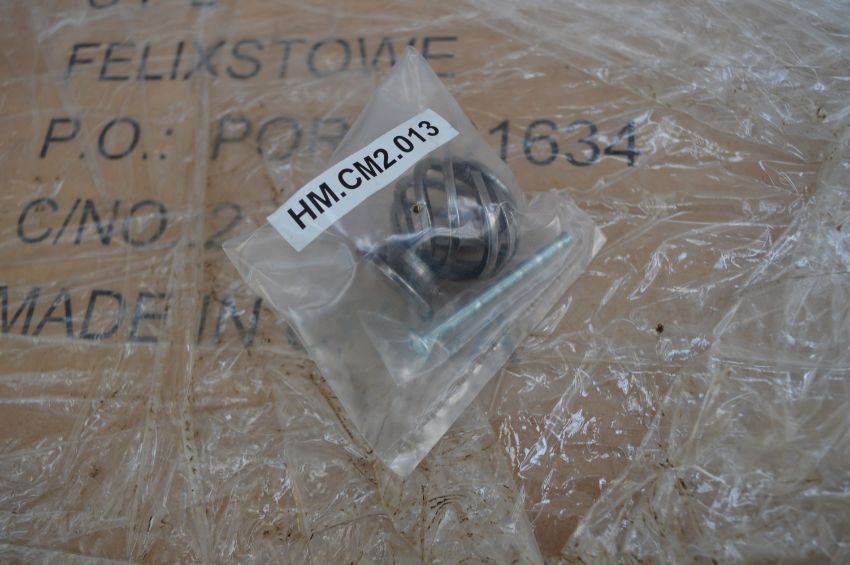 FELIXSTOWE
P.O.: POR 1634
HM.CM2.013
C/NO. 2
MADE IN